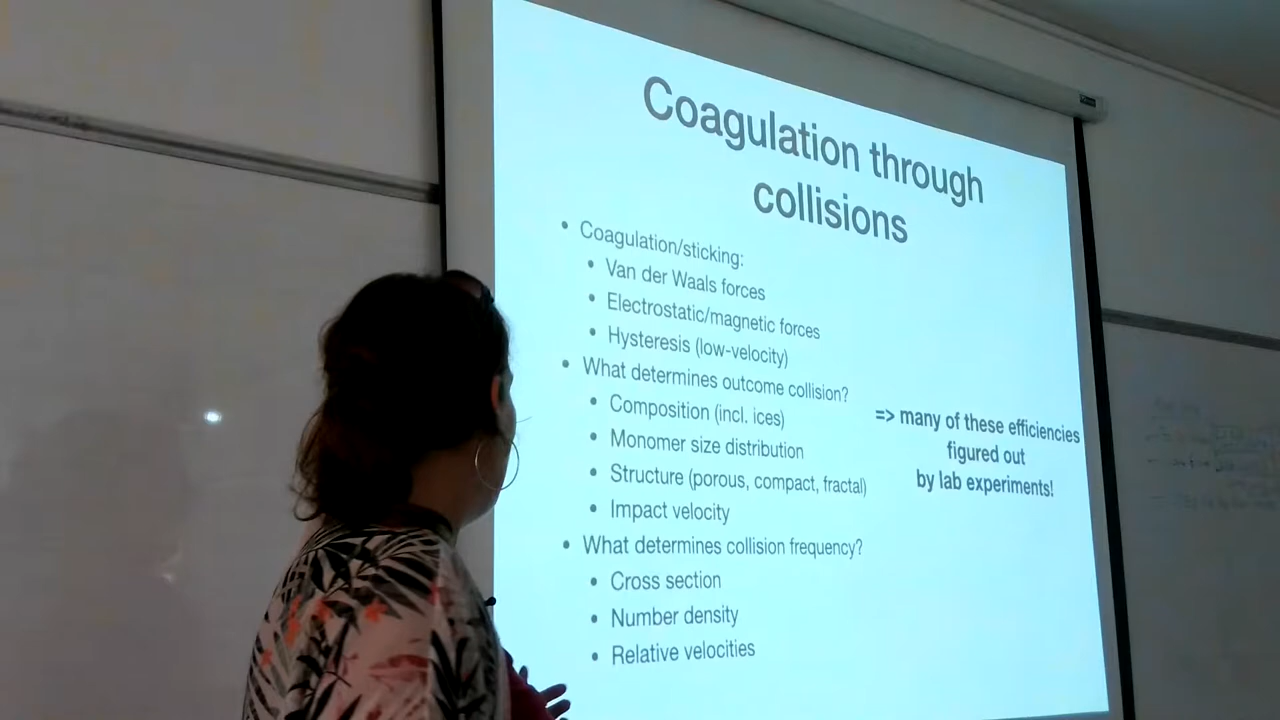 Coagulation through
collisions
• Coagulation/sticking:
• Van der Waals forces
• Electrostatic/magnetic forces
• Hysteresis (low-velocity)
• What determines outcome collision?
• Composition (incl. ices)
• Monomer size distribution
• Structure (porous, compact, fractal)
• Impact velocity
• What determines collision frequency?
• Cross section
• Number density
• Relative velocities
=> many of these efficiencies
figured out
by lab experiments!